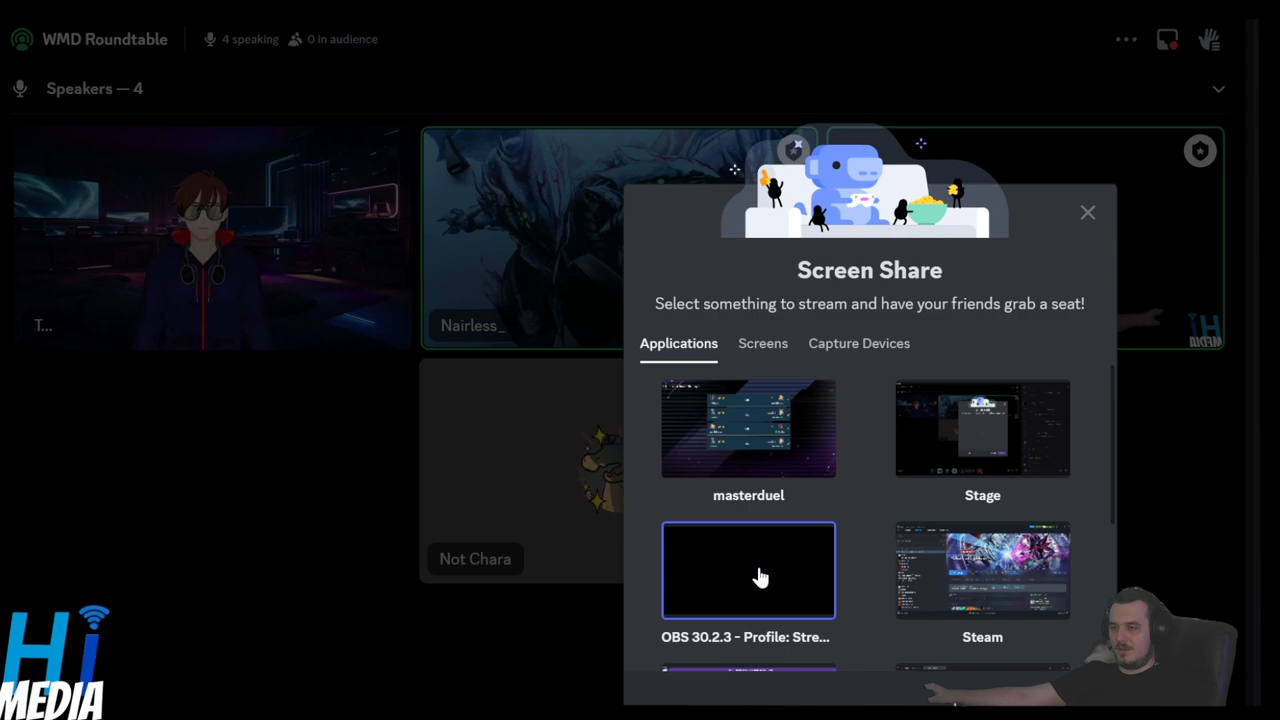 WMD Roundtable
4 speaking
0 in audience
Speakers — 4
T...
Nairless_
Hi
MEDIA
Screen Share
Select something to stream and have your friends grab a seat!
Applications
Screens
Capture Devices
masterduel
Stage
OBS 30.2.3 - Profile: Stre...
Steam
Not Chara
Hi
MEDIA